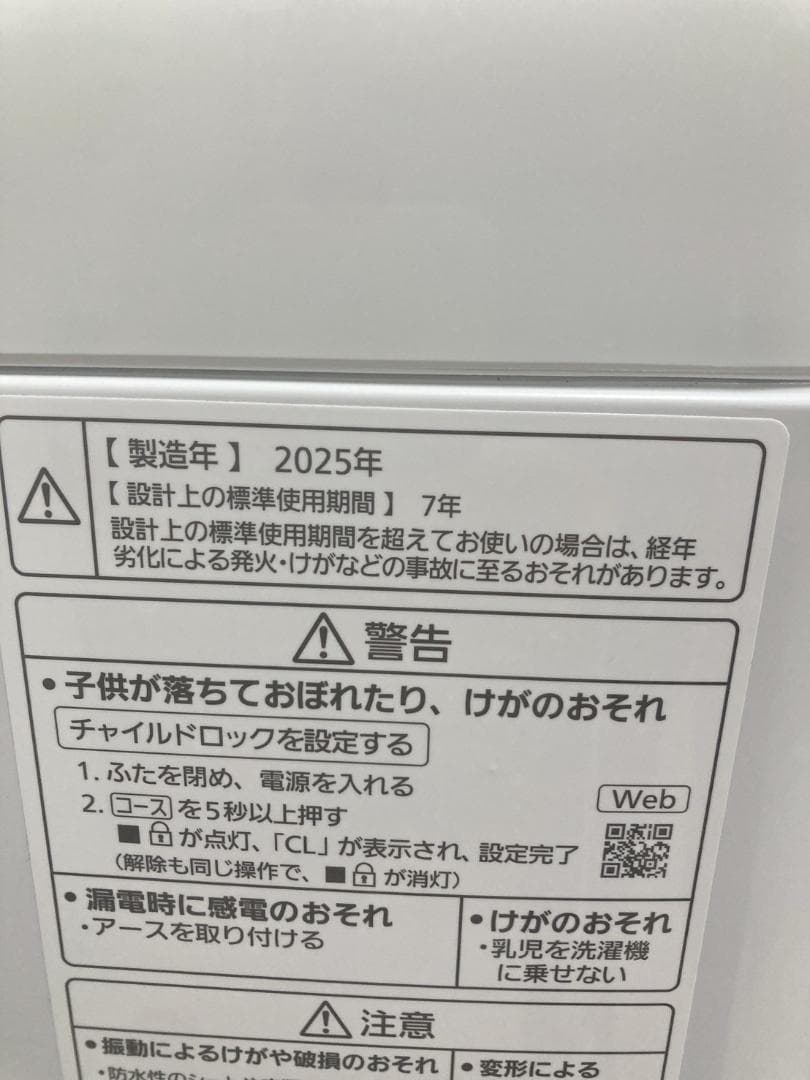 【 製造年 】 2025年
【 設計上の標準使用期間 】 7年
設計上の標準使用期間を超えてお使いの場合は、経年
劣化による発火・けがなどの事故に至るおそれがあります。
警告
• 子供が落ちておぼれたり、けがのおそれ
チャイルドロックを設定する
1. ふたを閉め、電源を入れる
2. コース を5秒以上押す
■ が点灯、「CL」が表示され、設定完了
(解除も同じ操作で、■ が消灯)
Web
• 漏電時に感電のおそれ
・アースを取り付ける
• けがのおそれ
・乳児を洗濯機
に乗せない
注意
• 振動によるけがや破損のおそれ
・防水性のシート
• 変形による